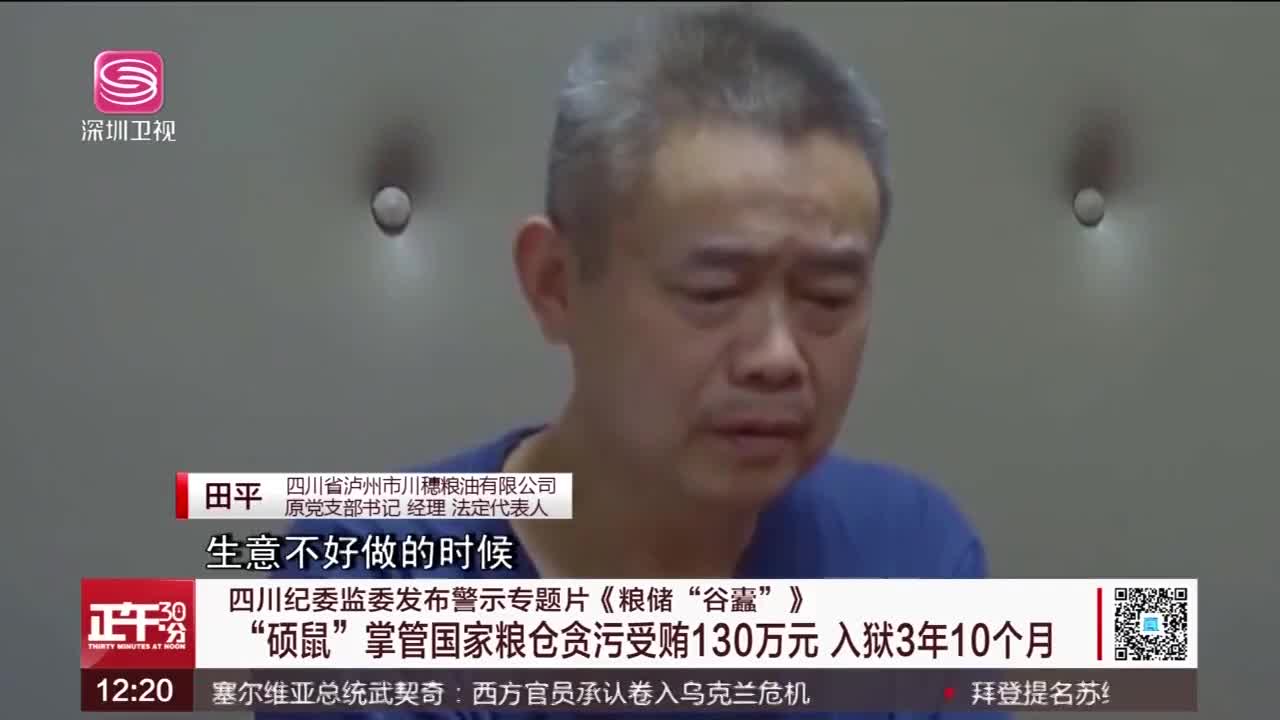 深圳卫视
田平
四川省泸州市川穗粮油有限公司
原党支部书记 经理 法定代表人
生意不好做的时候
正午30分
THIRTY MINUTES AT NOON
四川纪委监委发布警示专题片《粮储“谷蠹”》
“硕鼠”掌管国家粮仓贪污受贿130万元 入狱3年10个月
12:20
塞尔维亚总统武契奇：西方官员承认卷入乌克兰危机
拜登提名苏